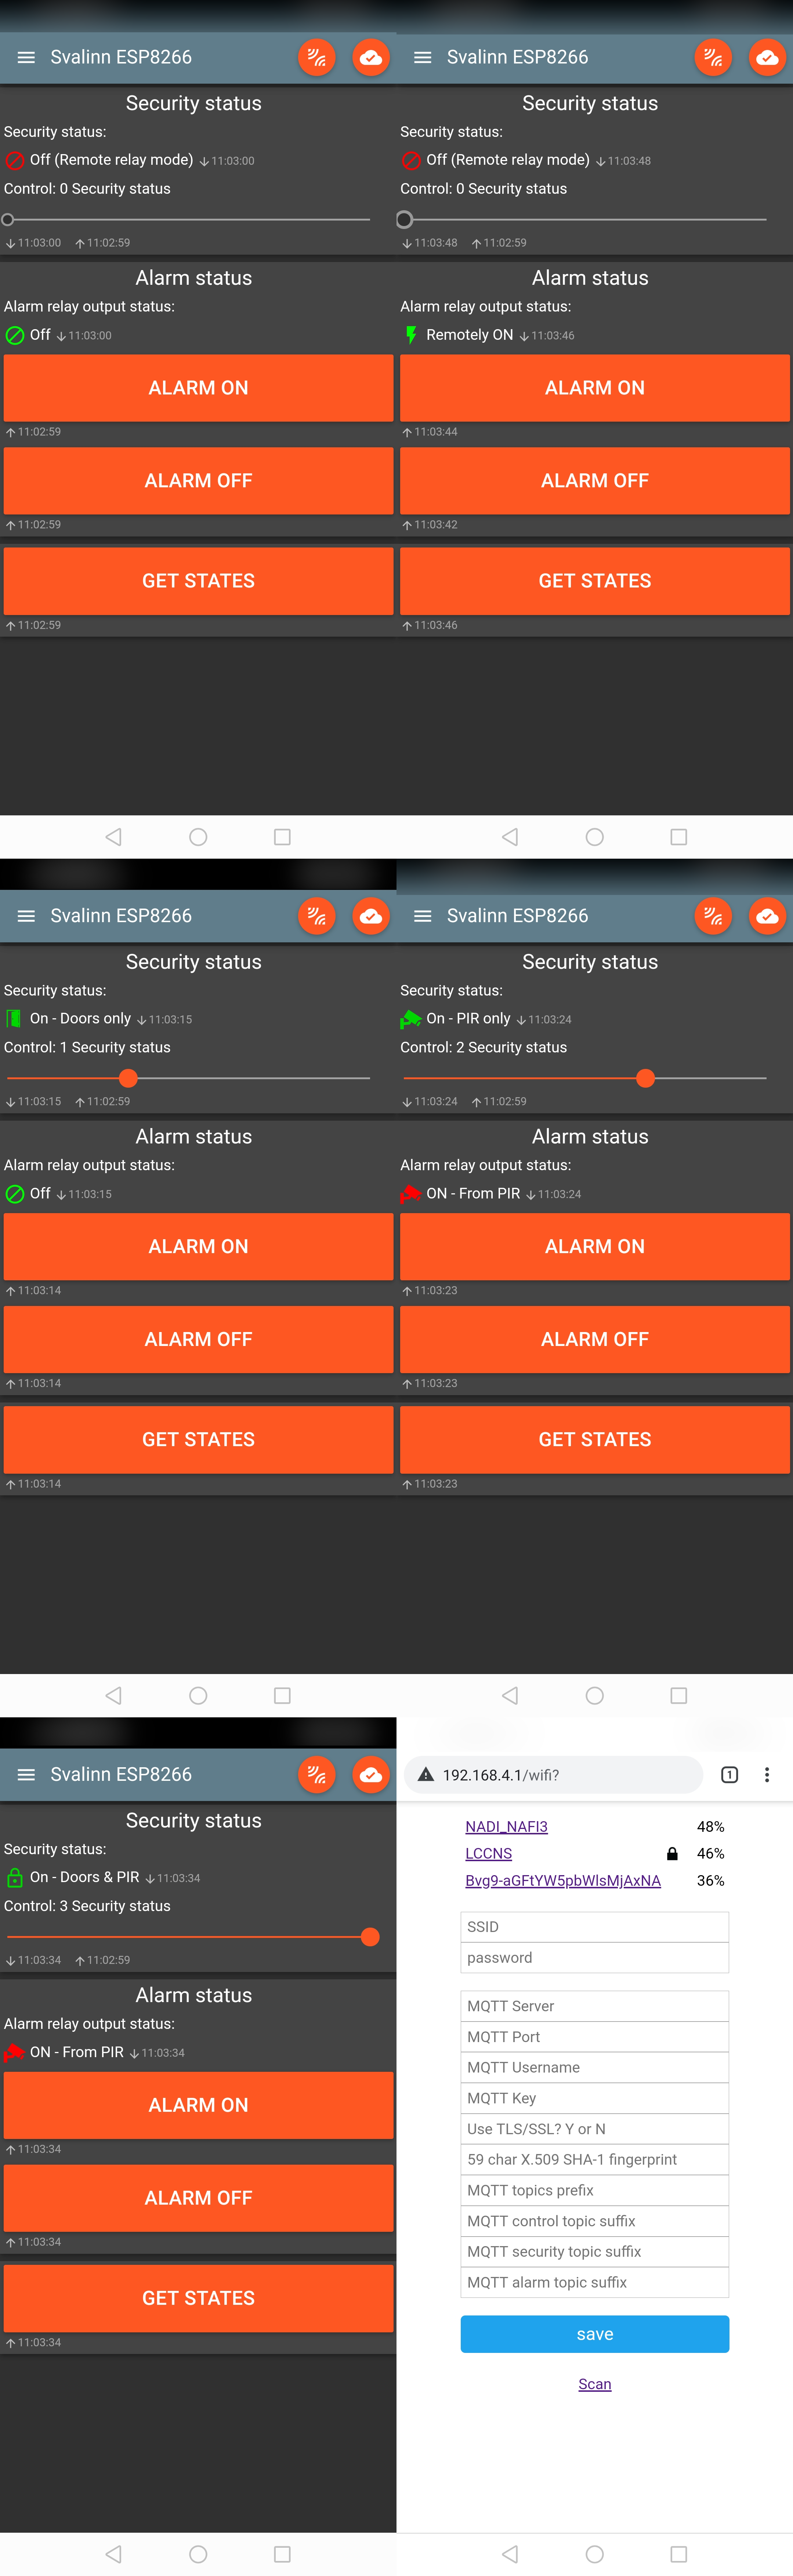 Svalinn ESP8266
Security status
Security status:
Off (Remote relay mode) ↓11:03:00
Control: 0 Security status
↓11:03:00 ↑11:02:59
Alarm status
Alarm relay output status:
Off ↓11:03:00
ALARM ON
↑11:02:59
ALARM OFF
↑11:02:59
GET STATES
↑11:02:59
Svalinn ESP8266
Security status
Security status:
Off (Remote relay mode) ↓11:03:48
Control: 0 Security status
↓11:03:48 ↑11:02:59
Alarm status
Alarm relay output status:
Remotely ON ↓11:03:46
ALARM ON
↑11:03:44
ALARM OFF
↑11:03:42
GET STATES
↑11:03:46
Svalinn ESP8266
Security status
Security status:
On - Doors only ↓11:03:15
Control: 1 Security status
↓11:03:15 ↑11:02:59
Alarm status
Alarm relay output status:
Off ↓11:03:15
ALARM ON
↑11:03:14
ALARM OFF
↑11:03:14
GET STATES
↑11:03:14
Svalinn ESP8266
Security status
Security status:
On - PIR only ↓11:03:24
Control: 2 Security status
↓11:03:24 ↑11:02:59
Alarm status
Alarm relay output status:
ON - From PIR ↓11:03:24
ALARM ON
↑11:03:23
ALARM OFF
↑11:03:23
GET STATES
↑11:03:23
Svalinn ESP8266
Security status
Security status:
On - Doors & PIR ↓11:03:34
Control: 3 Security status
↓11:03:34 ↑11:02:59
Alarm status
Alarm relay output status:
ON - From PIR ↓11:03:34
ALARM ON
↑11:03:34
ALARM OFF
↑11:03:34
GET STATES
↑11:03:34
192.168.4.1/wifi?
1
NADI_NAFI3 48%
LCCNS 46%
Bvg9-aGFtYW5pbWlsMjAxNA 36%
SSID
password
MQTT Server
MQTT Port
MQTT Username
MQTT Key
Use TLS/SSL? Y or N
59 char X.509 SHA-1 fingerprint
MQTT topics prefix
MQTT control topic suffix
MQTT security topic suffix
MQTT alarm topic suffix
save
Scan